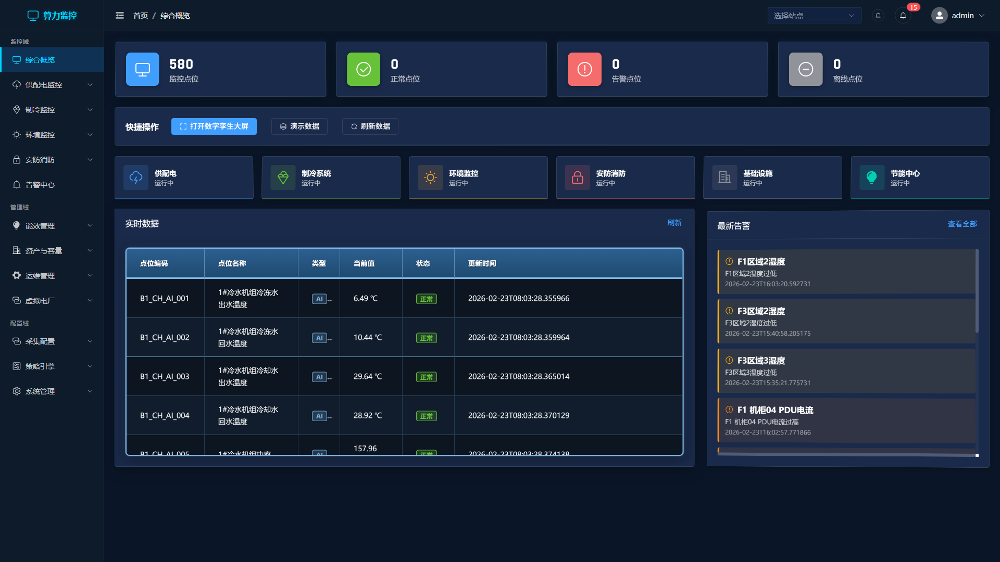 算力监控
监控域
综合概览
供配电监控
制冷监控
环境监控
安防消防
告警中心
管理域
能效管理
资产与容量
运维管理
虚拟电厂
配置域
采集配置
策略引擎
系统管理
首页 / 综合概览
选择站点
15
admin
580
监控点位
0
正常点位
0
告警点位
0
离线点位
快捷操作
打开数字孪生大屏
演示数据
刷新数据
供配电
运行中
制冷系统
运行中
环境监控
运行中
安防消防
运行中
基础设施
运行中
节能中心
运行中
实时数据
刷新
点位编码 点位名称 类型 当前值 状态 更新时间
B1_CH_AI_001 1#冷水机组冷冻水 AI... 6.49 ℃ 正常 2026-02-23T08:03:28.355966
出水温度
B1_CH_AI_002 1#冷水机组冷冻水 AI... 10.44 ℃ 正常 2026-02-23T08:03:28.359964
回水温度
B1_CH_AI_003 1#冷水机组冷却水 AI... 29.64 ℃ 正常 2026-02-23T08:03:28.365014
出水温度
B1_CH_AI_004 1#冷水机组冷却水 AI... 28.92 ℃ 正常 2026-02-23T08:03:28.370129
回水温度
157.96
B1_CH_AI_005 1#冷水机组功率 AI 正常 2026-02-23T08:03:28.374138
最新告警
查看全部
F1区域2湿度
F1区域2湿度过低
2026-02-23T16:03:20.592731
F3区域2湿度
F3区域2湿度过低
2026-02-23T15:40:58.205175
F3区域3湿度
F3区域3湿度过低
2026-02-23T15:35:21.775731
F1 机柜04 PDU电流
F1 机柜04 PDU电流过高
2026-02-23T16:02:57.771866